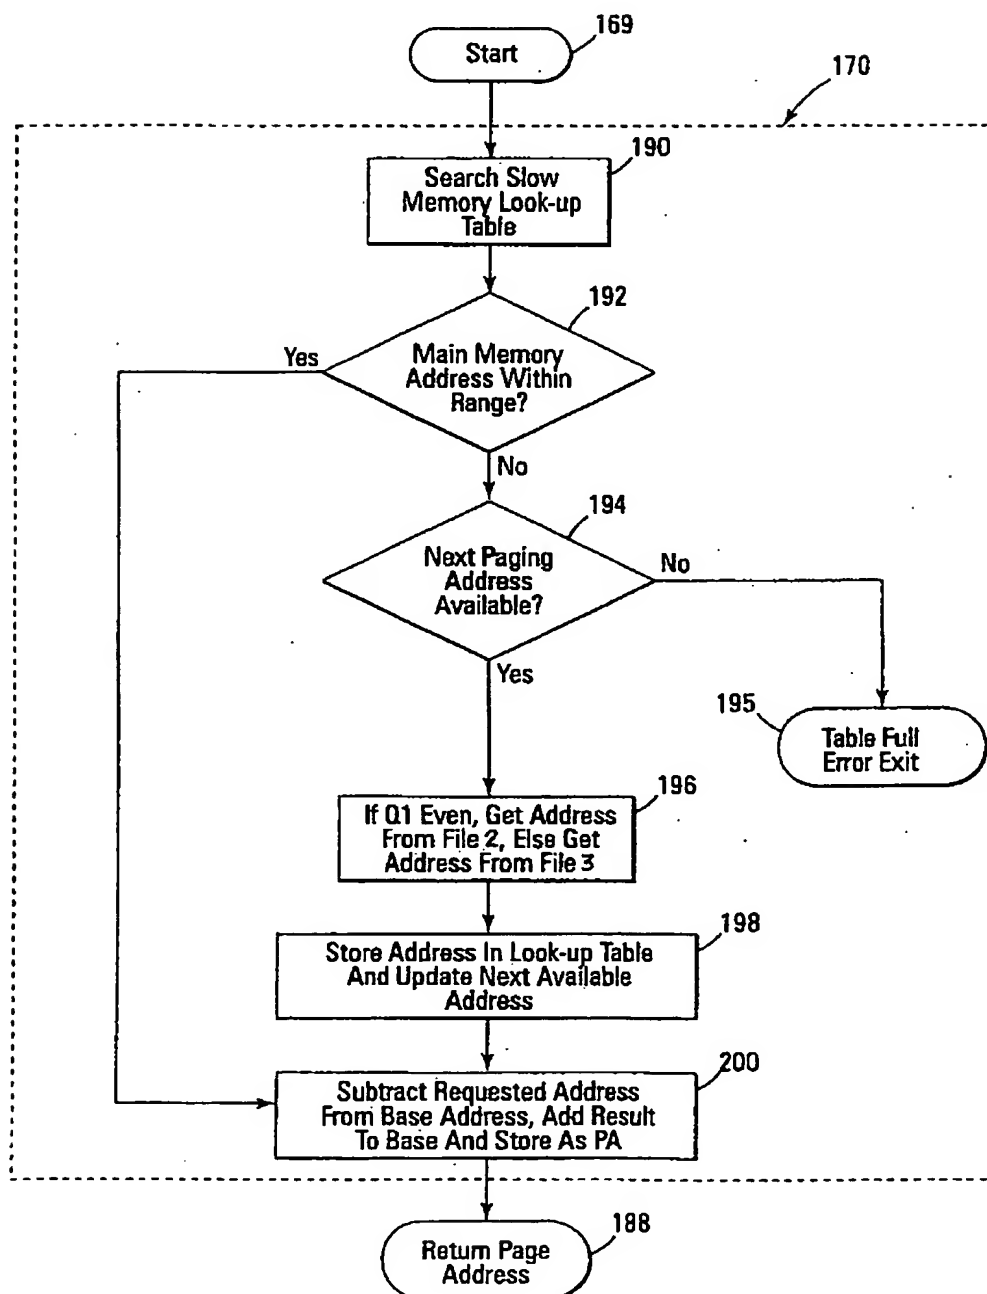 169
Start
170
190
Search Slow
Memory Look-up
Table
192
Yes
Main Memory
Address Within
Range?
No
194
Next Paging
Address
Available?
No
Yes
195
Table Full
Error Exit
196
If Q1 Even, Get Address
From File 2, Else Get
Address From File 3
198
Store Address In Look-up Table
And Update Next Available
Address
200
Subtract Requested Address
From Base Address, Add Result
To Base And Store As PA
188
Return Page
Address